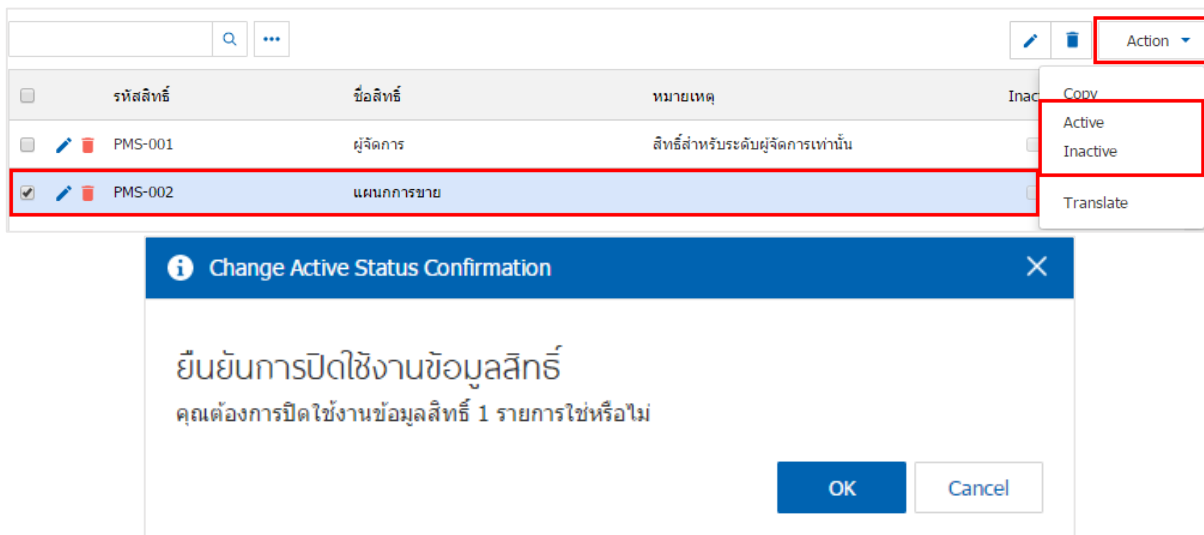 Action
รหัสสิทธิ์ ชื่อสิทธิ์ หมายเหตุ Inac
Copy
Active
PMS-001 ผู้จัดการ สิทธิ์สำหรับระดับผู้จัดการเท่านั้น
Inactive
PMS-002 แผนกการขาย
Translate
Change Active Status Confirmation
ยืนยันการปิดใช้งานข้อมูลสิทธิ์
คุณต้องการปิดใช้งานข้อมูลสิทธิ์ 1 รายการใช่หรือไม่
OK Cancel